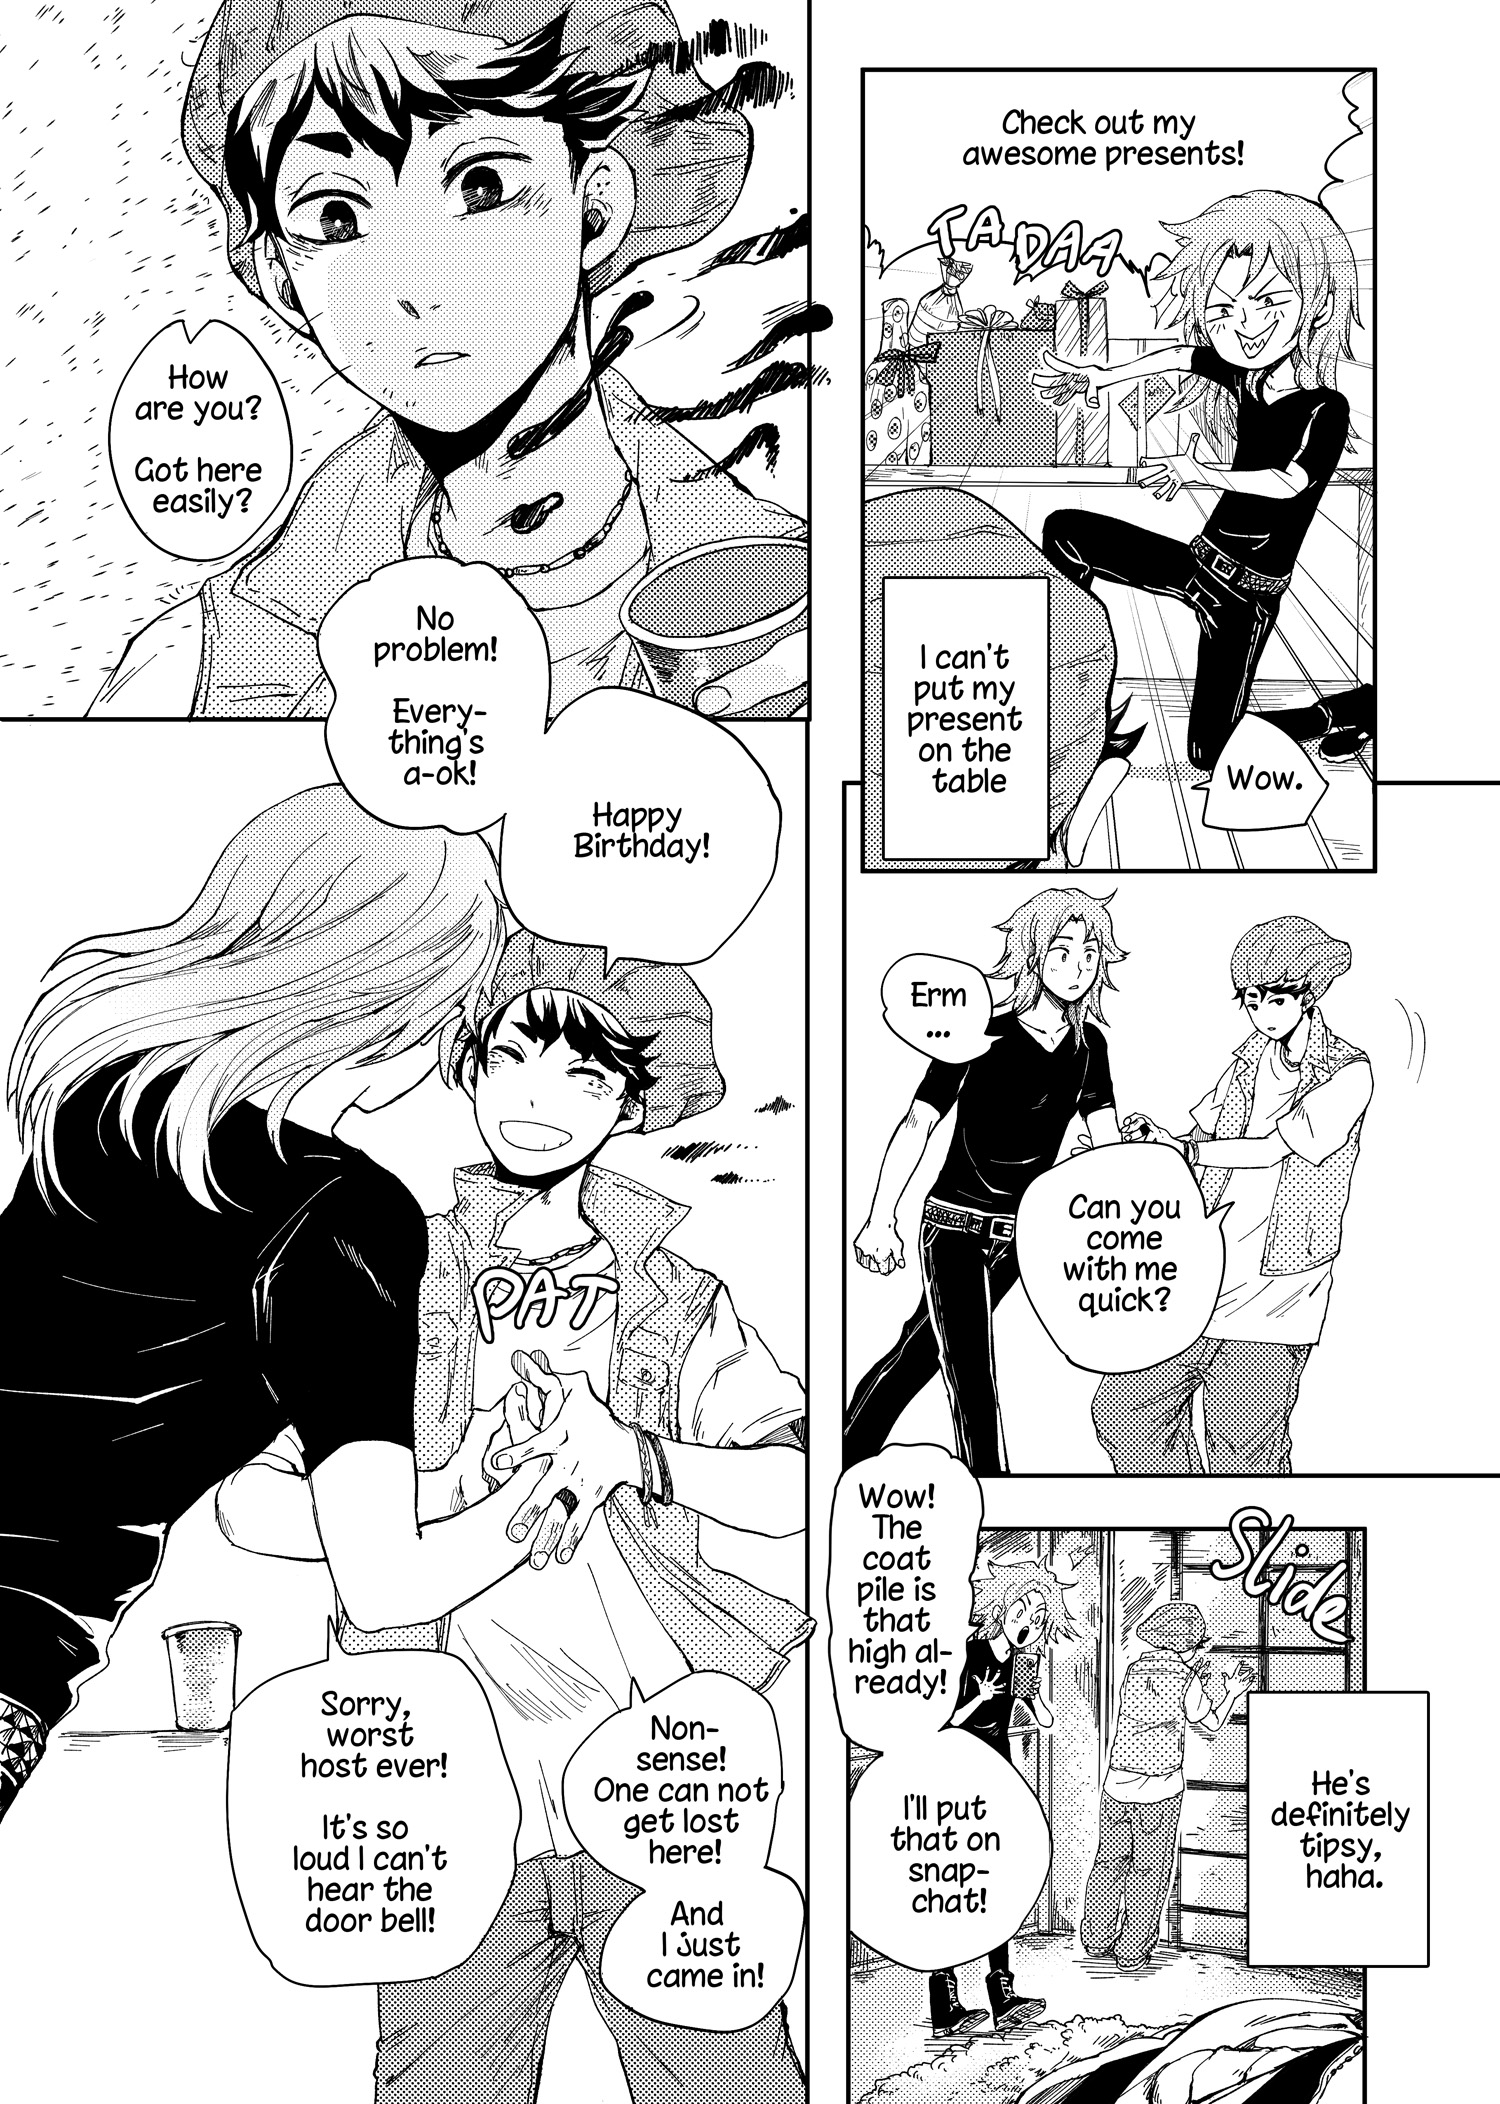 How
are you?
Got here
easily?
No
problem!
Every-
thing's
a-ok!
Happy
Birthday!
PAT
Sorry,
worst
host ever!
It's so
loud I can't
hear the
door bell!
Non-
sense!
One can not
get lost
here!
And
I just
came in!
Check out my
awesome presents!
TA DAA
I can't
put my
present
on the
table
Wow.
Erm
...
Can you
come
with me
quick?
Wow!
The
coat
pile is
that
high al-
ready!
I'll put
that on
snap-
chat!
Slide
He's
definitely
tipsy,
haha.